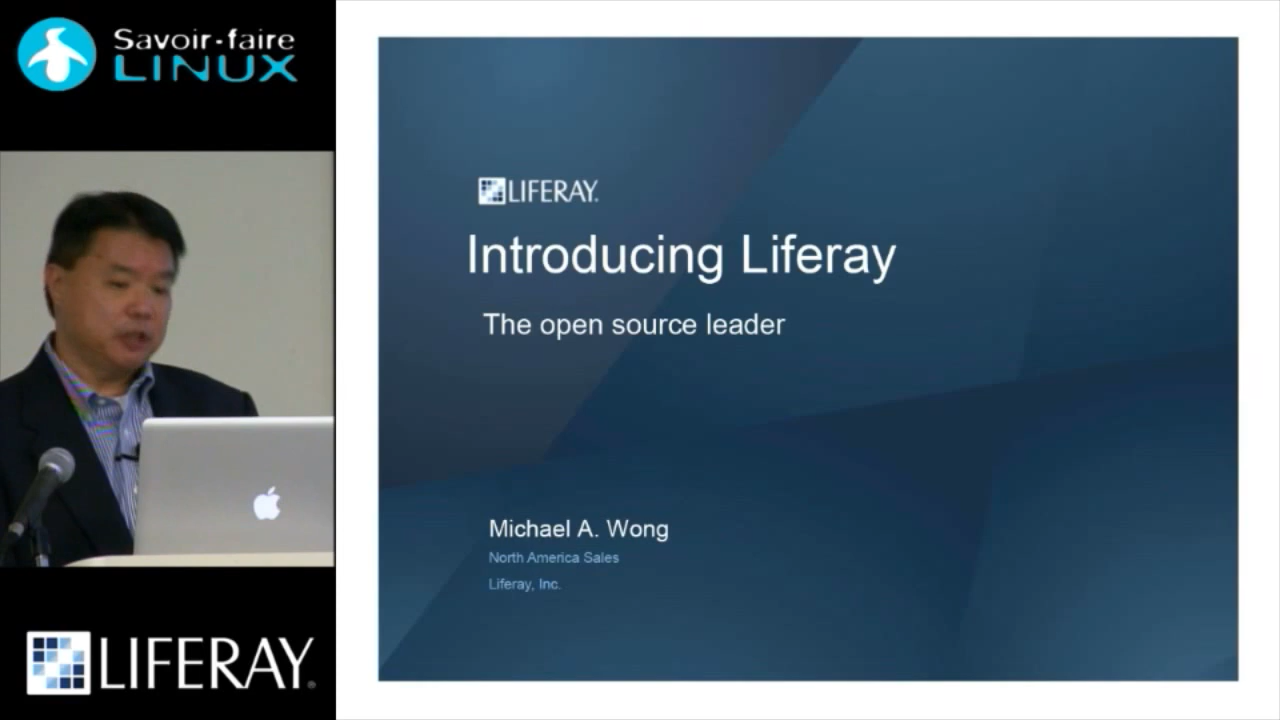 Savoir-faire
LINUX
LIFERAY.
Introducing Liferay
The open source leader
Michael A. Wong
North America Sales
Liferay, Inc.
LIFERAY